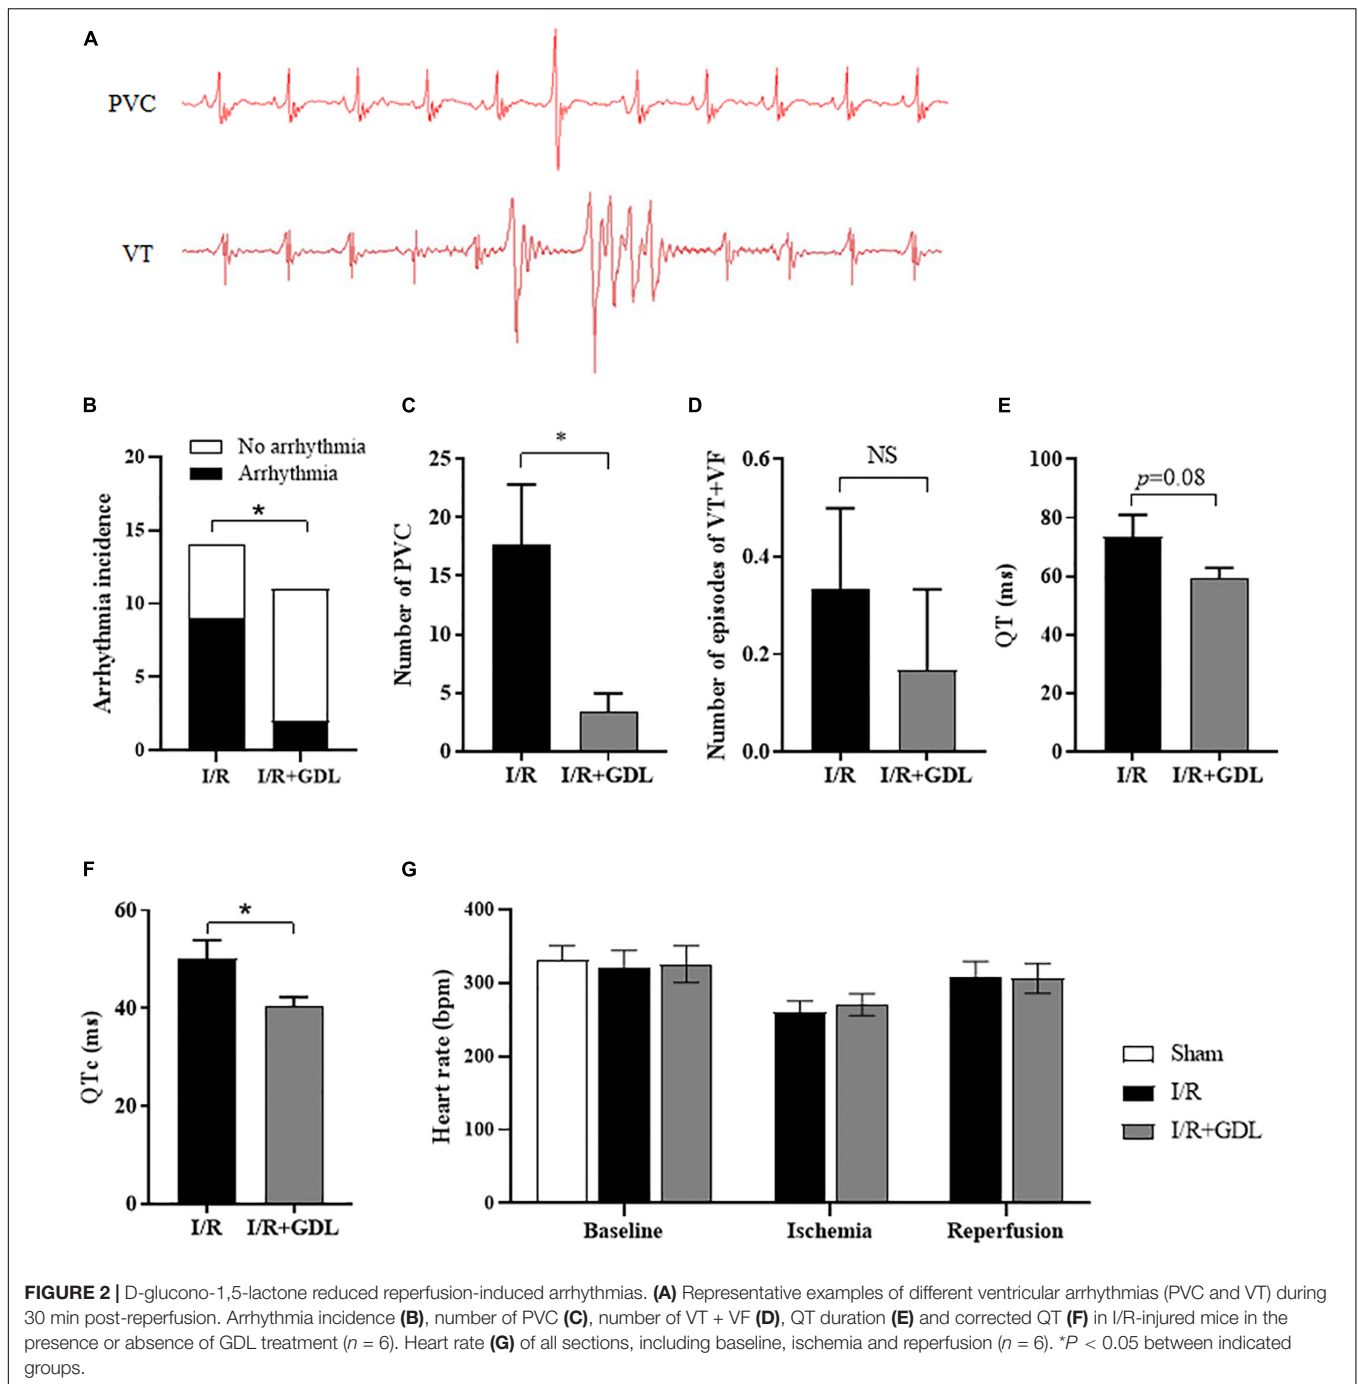 A
PVC
VT
B
No arrhythmia
Arrhythmia
Arrhythmia incidence
20
15
10
5
0
*
I/R
I/R+GDL
C
Number of PVC
25
20
15
10
5
0
*
I/R
I/R+GDL
D
Number of episodes of VT+VF
0.6
0.4
0.2
0.0
NS
I/R
I/R+GDL
E
QT (ms)
100
80
60
40
20
0
p=0.08
I/R
I/R+GDL
F
QTc (ms)
60
40
20
0
*
I/R
I/R+GDL
G
Heart rate (bpm)
400
300
200
100
0
Baseline
Ischemia
Reperfusion
Sham
I/R
I/R+GDL
FIGURE 2 | D-glucono-1,5-lactone reduced reperfusion-induced arrhythmias. (A) Representative examples of different ventricular arrhythmias (PVC and VT) during
30 min post-reperfusion. Arrhythmia incidence (B), number of PVC (C), number of VT + VF (D), QT duration (E) and corrected QT (F) in I/R-injured mice in the
presence or absence of GDL treatment (n = 6). Heart rate (G) of all sections, including baseline, ischemia and reperfusion (n = 6). *P < 0.05 between indicated
groups.